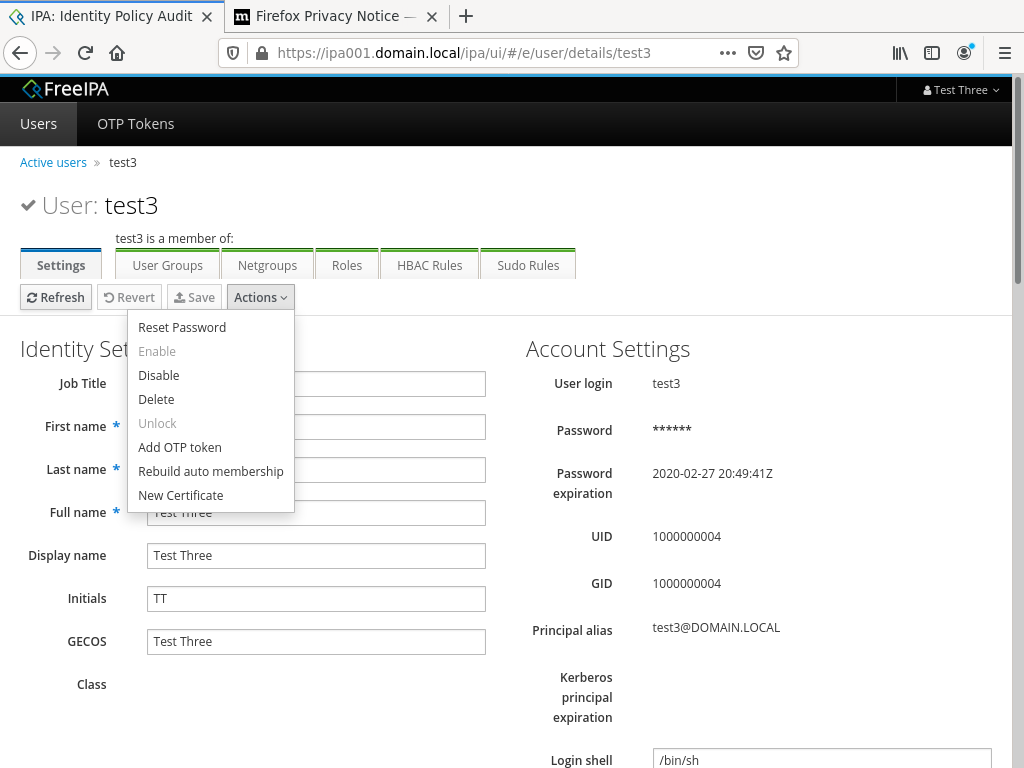 IPA: Identity Policy Audit
Firefox Privacy Notice —
https://ipa001.domain.local/ipa/ui/#/e/user/details/test3
FreeIPA
Test Three
Users
OTP Tokens
Active users » test3
User: test3
test3 is a member of:
Settings
User Groups
Netgroups
Roles
HBAC Rules
Sudo Rules
Refresh
Revert
Save
Actions
Reset Password
Enable
Disable
Delete
Unlock
Add OTP token
Rebuild auto membership
New Certificate
Identity Set
Job Title
First name *
Last name *
Full name *
Test Three
Display name
Test Three
Initials
TT
GECOS
Test Three
Class
Account Settings
User login
test3
Password
******
Password
expiration
2020-02-27 20:49:41Z
UID
1000000004
GID
1000000004
Principal alias
test3@DOMAIN.LOCAL
Kerberos
principal
expiration
Login shell
/bin/sh